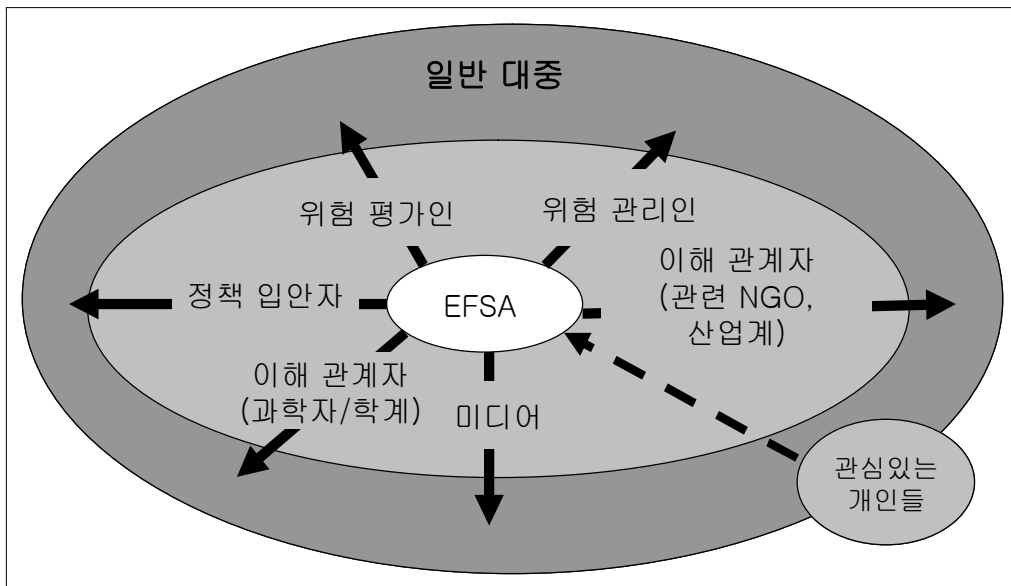 일반 대중
위험 평가인
위험 관리인
이해 관계자
(관련 NGO,
산업계)
정책 입안자
EFSA
이해 관계자
(과학자/학계)
미디어
관심있는
개인들